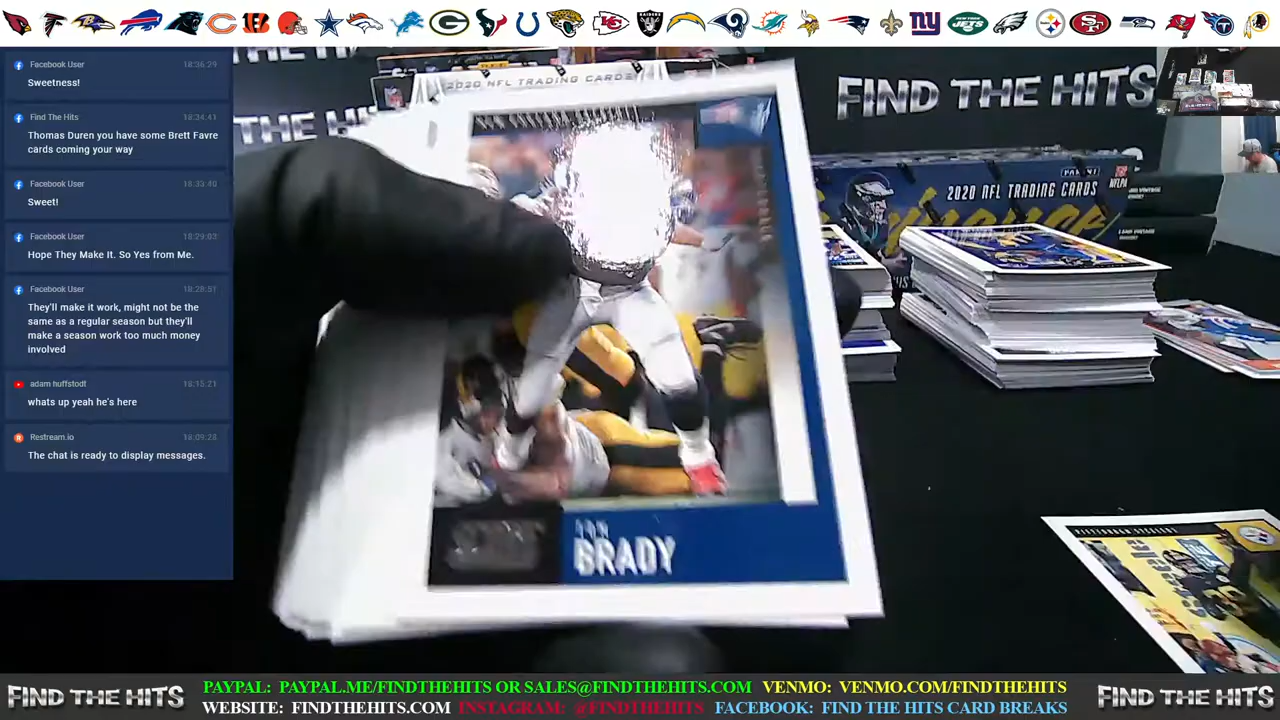 Facebook User 18:36:29
Sweetness!
Find The Hits 18:34:41
Thomas Duren you have some Brett Favre
cards coming your way
Facebook User 18:33:40
Sweet!
Facebook User 18:29:03
Hope They Make It. So Yes from Me.
Facebook User 18:28:51
They'll make it work, might not be the
same as a regular season but they'll
make a season work too much money
involved
adam huffstodt 18:15:21
whats up yeah he's here
Restream.io 18:09:28
The chat is ready to display messages.
2020 NFL TRADING CARDS
BRADY
FIND THE HITS
PANINI
NFLPA
2020 NFL TRADING CARDS
PITTSBURGH STEELERS
FIND THE HITS
PAYPAL: PAYPAL.ME/FINDTHEHITS OR SALES@FINDTHEHITS.COM VENMO: VENMO.COM/FINDTHEHITS
WEBSITE: FINDTHEHITS.COM INSTAGRAM: @FINDTHEHITS FACEBOOK: FIND THE HITS CARD BREAKS
FIND THE HITS